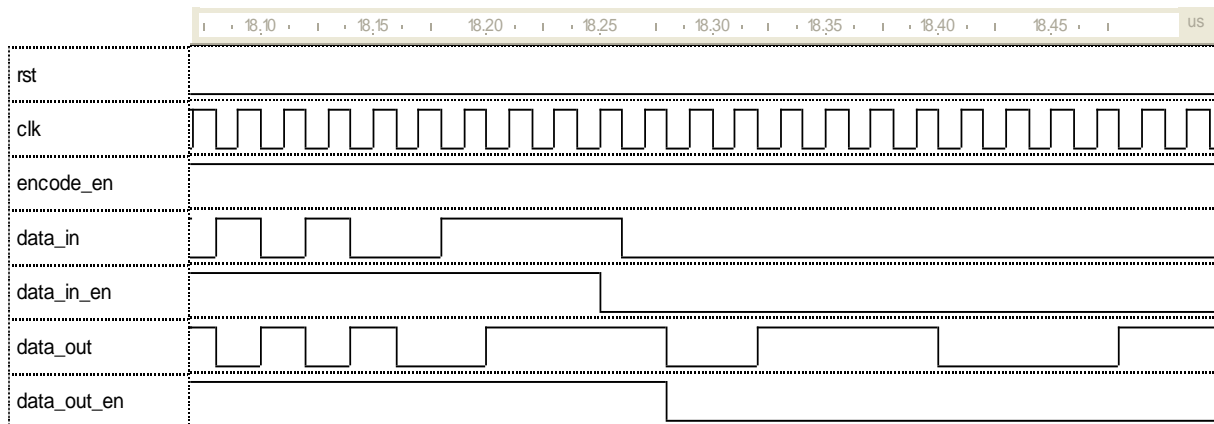 18.10 18.15 18.20 18.25 18.30 18.35 18.40 18.45 us
rst
clk
encode_en
data_in
data_in_en
data_out
data_out_en